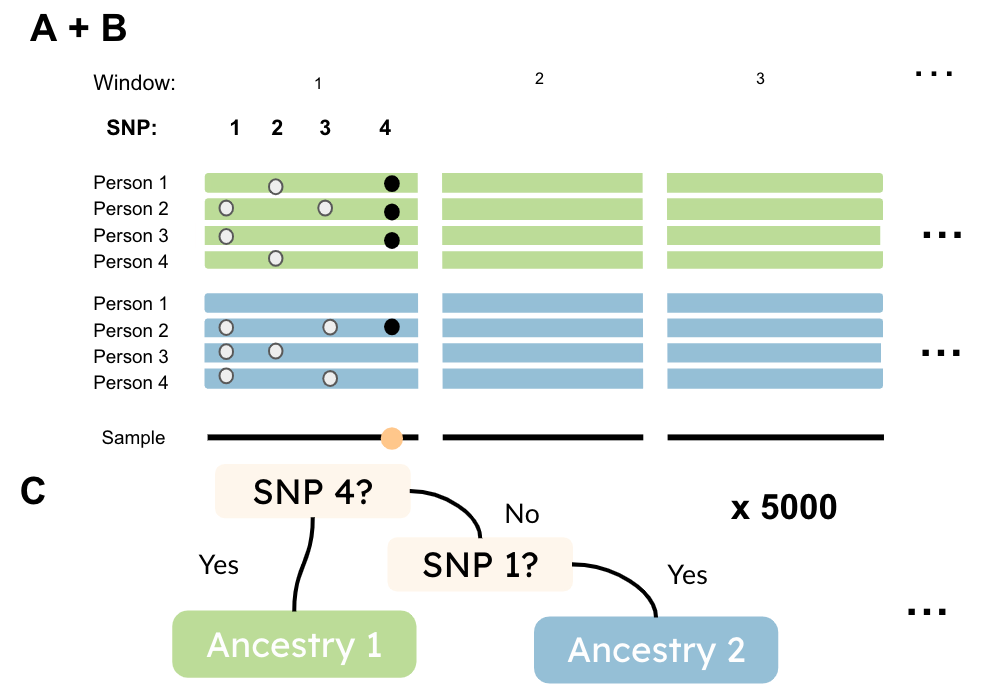 A + B
Window: 1 2 3 ...
SNP: 1 2 3 4
Person 1
Person 2
Person 3
...
Person 4
Person 1
Person 2
Person 3
...
Person 4
Sample
C
SNP 4?
x 5000
No
SNP 1?
Yes
Yes
...
Ancestry 1
Ancestry 2